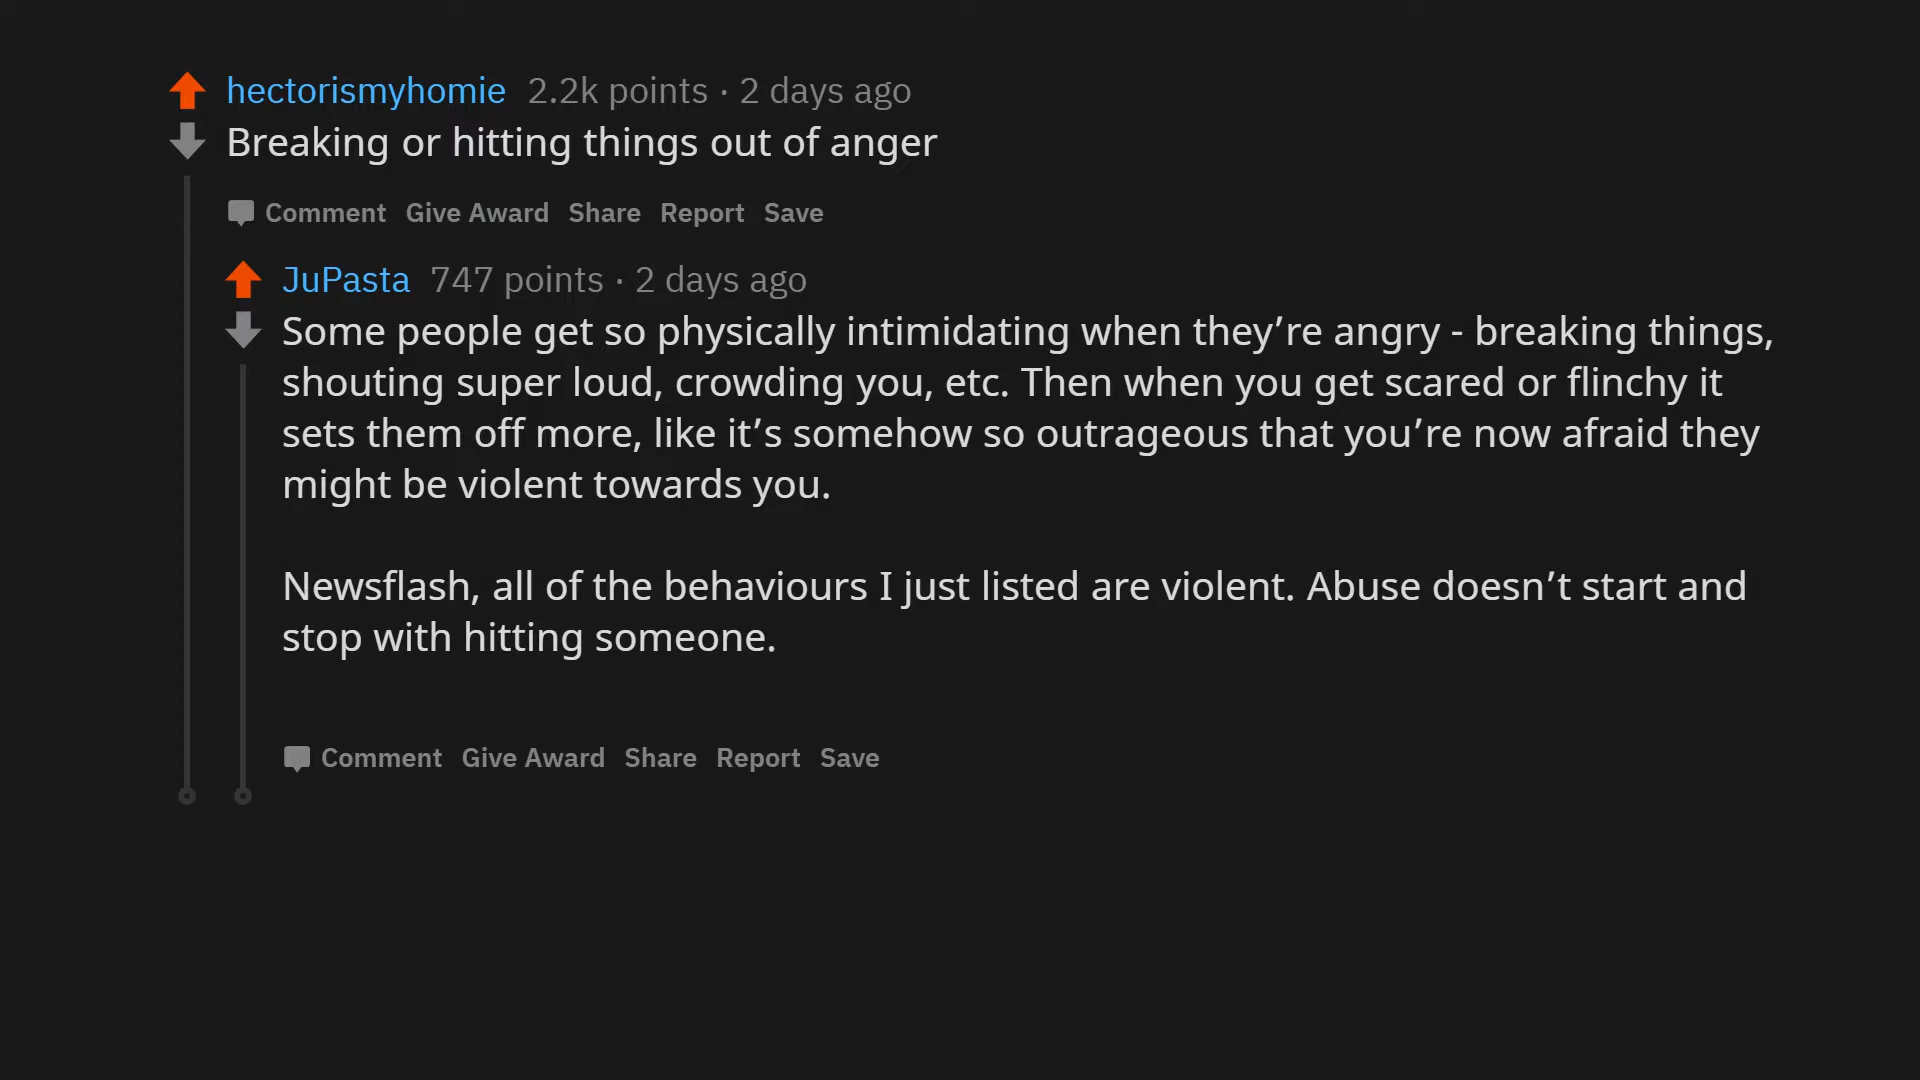 hectorismyhomie 2.2k points · 2 days ago
Breaking or hitting things out of anger
Comment Give Award Share Report Save
JuPasta 747 points · 2 days ago
Some people get so physically intimidating when they’re angry - breaking things,
shouting super loud, crowding you, etc. Then when you get scared or flinchy it
sets them off more, like it’s somehow so outrageous that you’re now afraid they
might be violent towards you.
Newsflash, all of the behaviours I just listed are violent. Abuse doesn’t start and
stop with hitting someone.
Comment Give Award Share Report Save